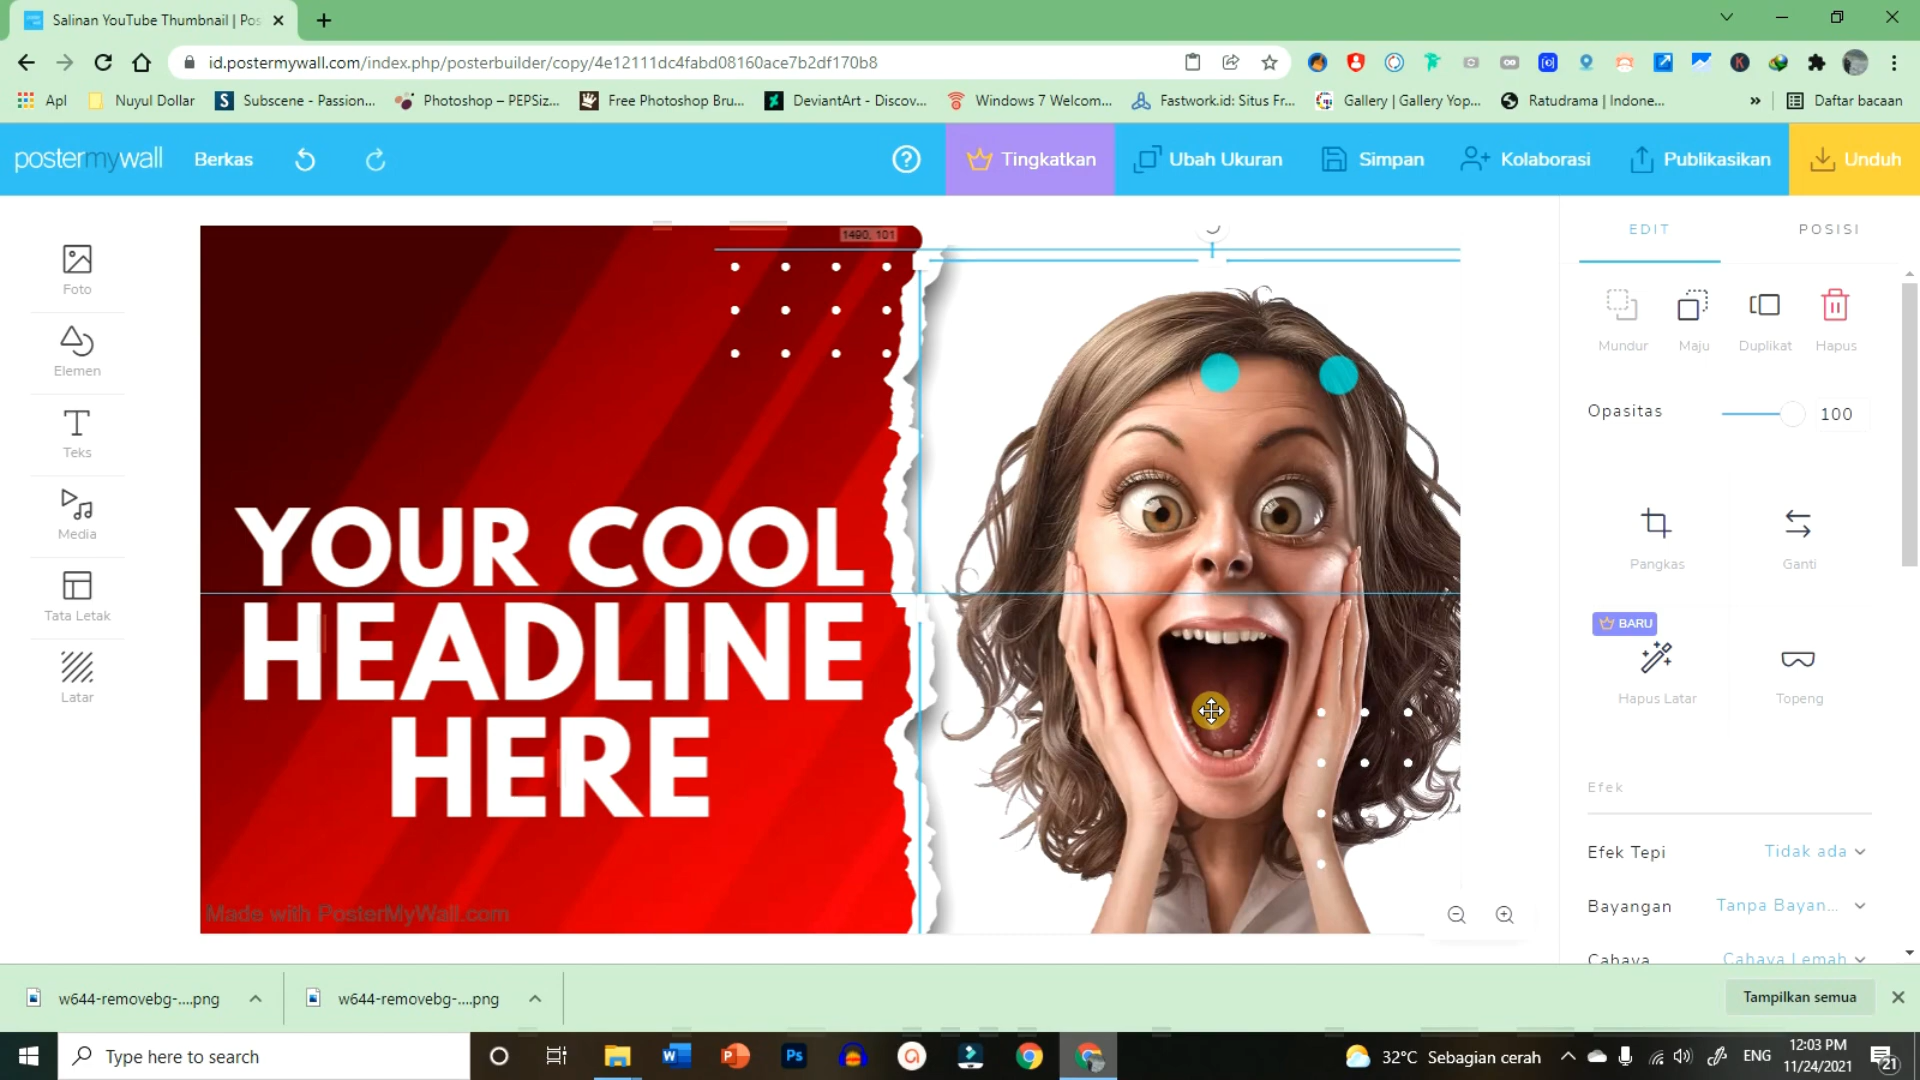 Salinan YouTube Thumbnail | Pos
id.postermywall.com/index.php/posterbuilder/copy/4e12111dc4fabd08160ace7b2df170b8
Apl
Nuyul Dollar
Subscene - Passion...
Photoshop – PEPSiz...
Free Photoshop Bru...
DeviantArt - Discov...
Windows 7 Welcom...
Fastwork.id: Situs Fr...
Gallery | Gallery Yop...
Ratudrama | Indone...
»
Daftar bacaan
postermywall
Berkas
Tingkatkan
Ubah Ukuran
Simpan
Kolaborasi
Publikasikan
Unduh
Foto
Elemen
Teks
Media
Tata Letak
Latar
1490, 101
YOUR COOL
HEADLINE
HERE
Made with PosterMyWall.com
EDIT
POSISI
Mundur
Maju
Duplikat
Hapus
Opasitas
100
Pangkas
Ganti
BARU
Hapus Latar
Topeng
Efek
Efek Tepi
Tidak ada
Bayangan
Tanpa Bayan...
Cahaya
Cahaya Lemah
w644-removebg-....png
w644-removebg-....png
Tampilkan semua
Type here to search
32°C Sebagian cerah
ENG
12:03 PM
11/24/2021
21